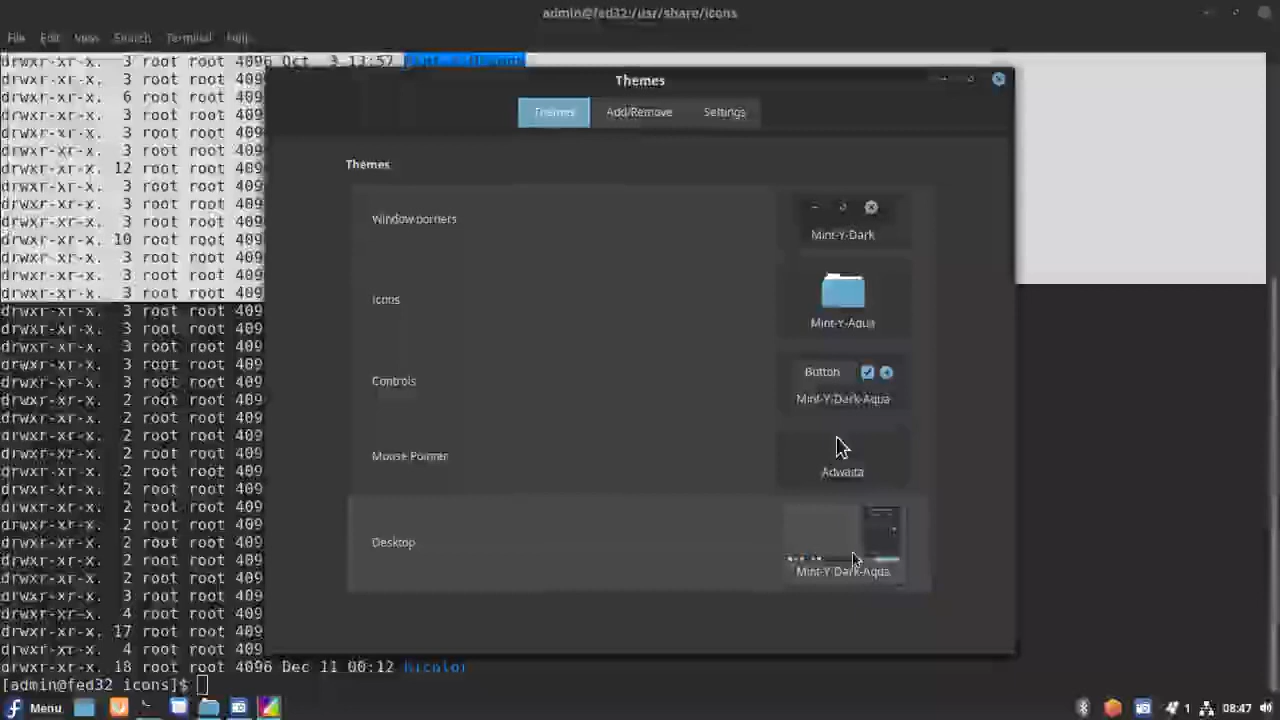 admin@fed32:/usr/share/icons
File Edit View Search Terminal Help
drwxr-xr-x. 3 root root 4096 Oct 3 13:57
drwxr-xr-x. 3 root root 409
drwxr-xr-x. 6 root root 409
drwxr-xr-x. 3 root root 409
drwxr-xr-x. 3 root root 409
drwxr-xr-x. 3 root root 409
drwxr-xr-x. 12 root root 409
drwxr-xr-x. 3 root root 409
drwxr-xr-x. 3 root root 409
drwxr-xr-x. 3 root root 409
drwxr-xr-x. 10 root root 409
drwxr-xr-x. 3 root root 409
drwxr-xr-x. 3 root root 409
drwxr-xr-x. 3 root root 409
drwxr-xr-x. 3 root root 409
drwxr-xr-x. 3 root root 409
drwxr-xr-x. 3 root root 409
drwxr-xr-x. 3 root root 409
drwxr-xr-x. 3 root root 409
drwxr-xr-x. 2 root root 409
drwxr-xr-x. 2 root root 409
drwxr-xr-x. 2 root root 409
drwxr-xr-x. 2 root root 409
drwxr-xr-x. 2 root root 409
drwxr-xr-x. 2 root root 409
drwxr-xr-x. 2 root root 409
drwxr-xr-x. 2 root root 409
drwxr-xr-x. 2 root root 409
drwxr-xr-x. 2 root root 409
drwxr-xr-x. 2 root root 409
drwxr-xr-x. 3 root root 409
drwxr-xr-x. 4 root root 409
drwxr-xr-x. 17 root root 409
drwxr-xr-x. 4 root root 409
drwxr-xr-x. 18 root root 4096 Dec 11 00:12 hicolor
[admin@fed32 icons]$
Themes
Themes Add/Remove Settings
Themes
Window borders
Mint-Y-Dark
Icons
Mint-Y-Aqua
Controls
Button
Mint-Y-Dark-Aqua
Mouse Pointer
Adwaita
Desktop
Mint-Y-Dark-Aqua
Menu
1 08:47